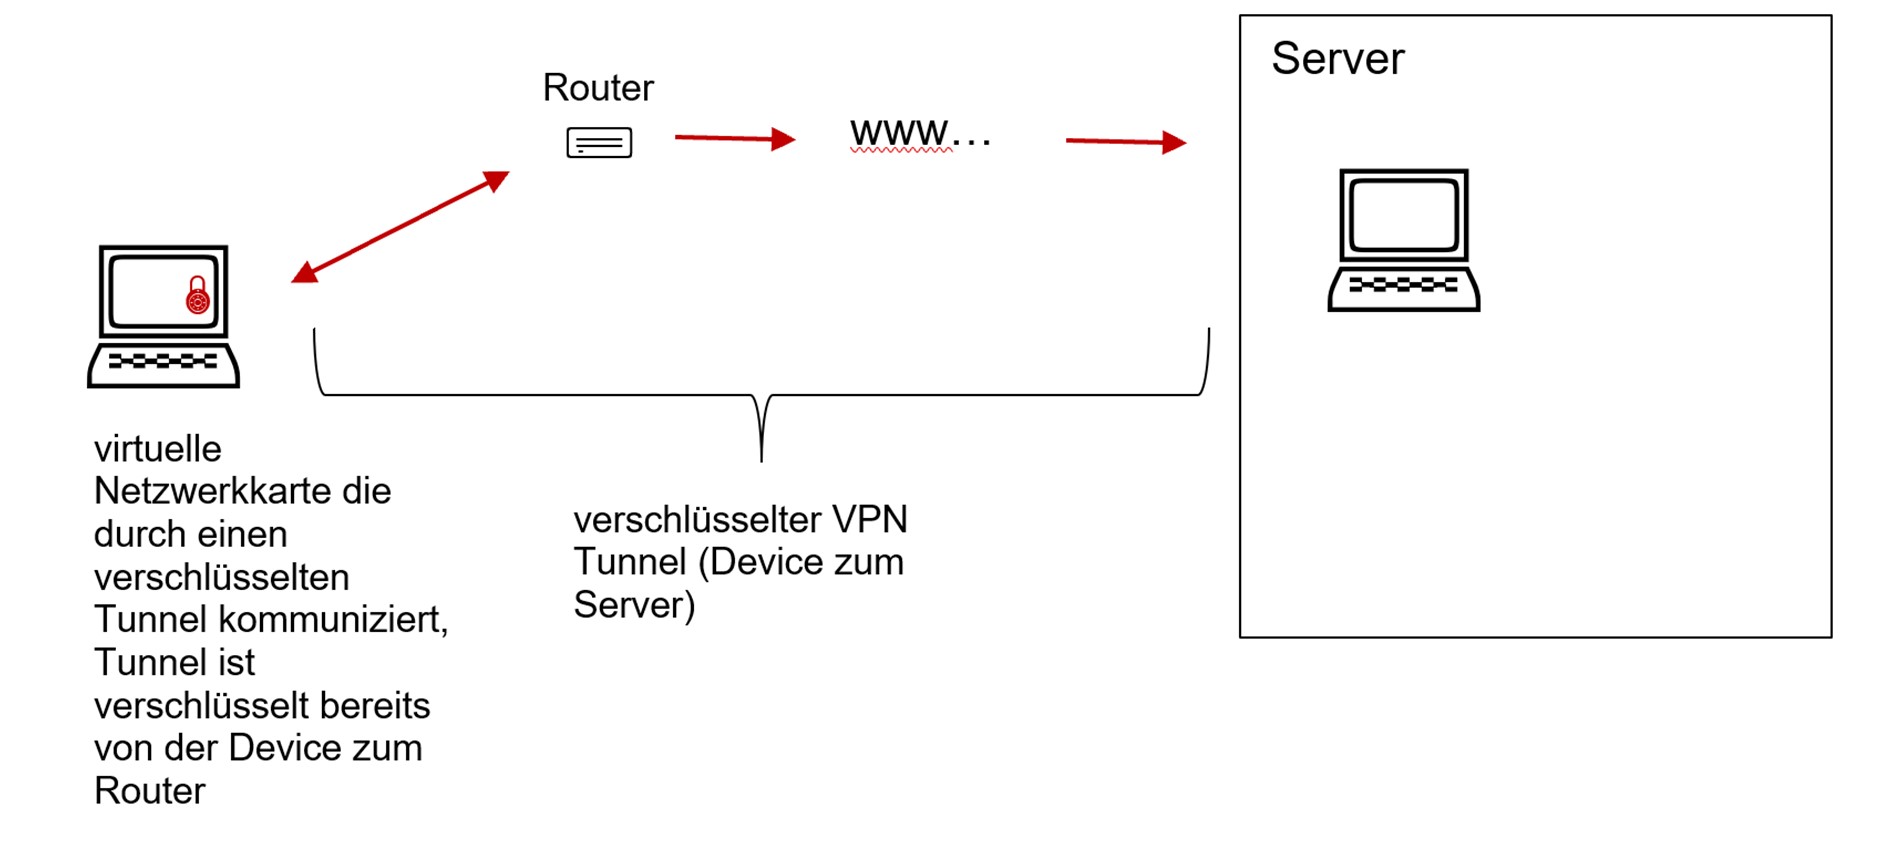 Server
Router
www…
virtuelle
Netzwerkkarte die
durch einen
verschlüsselten
Tunnel kommuniziert,
Tunnel ist
verschlüsselt bereits
von der Device zum
Router
verschlüsselter VPN
Tunnel (Device zum
Server)